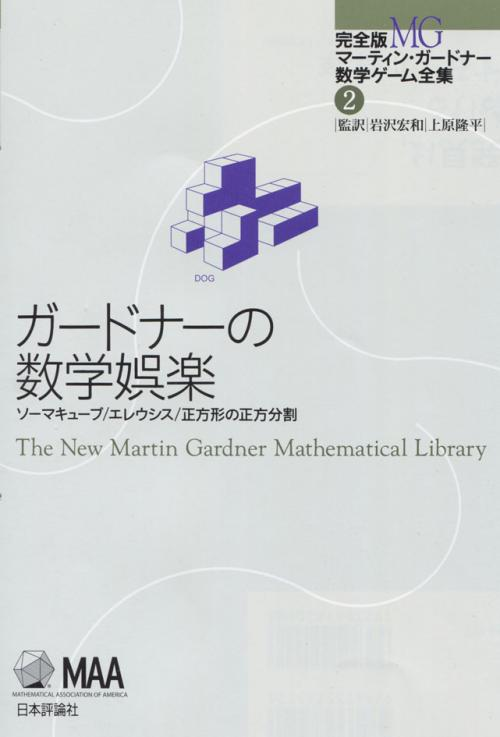 完全版 MG
マーティン・ガードナー
数学ゲーム全集
2
|監訳|岩沢宏和|上原隆平|
DOG
ガードナーの
数学娯楽
ソーマキューブ/エレウシス/正方形の正方分割
The New Martin Gardner Mathematical Library
MAA
MATHEMATICAL ASSOCIATION OF AMERICA
日本評論社